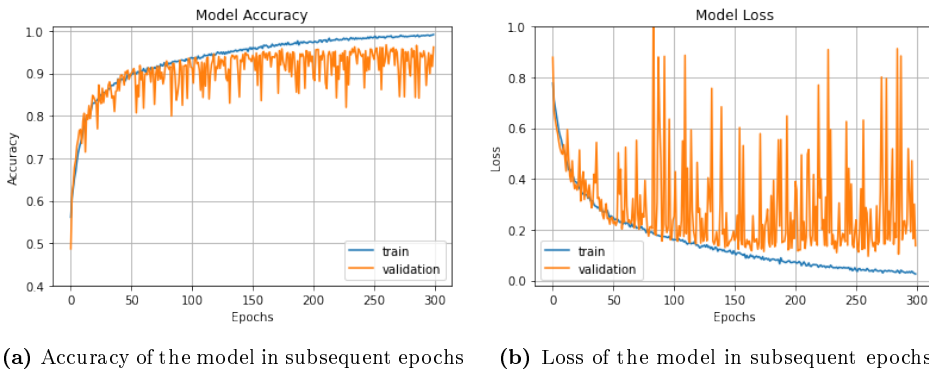 Model Accuracy
1.0
0.9
0.8
0.7
0.6
0.5
0.4
Accuracy
0
50
100
150
200
250
300
Epochs
train
validation
(a) Accuracy of the model in subsequent epochs
Model Loss
1.0
0.8
0.6
0.4
0.2
0.0
Loss
0
50
100
150
200
250
300
Epochs
train
validation
(b) Loss of the model in subsequent epochs